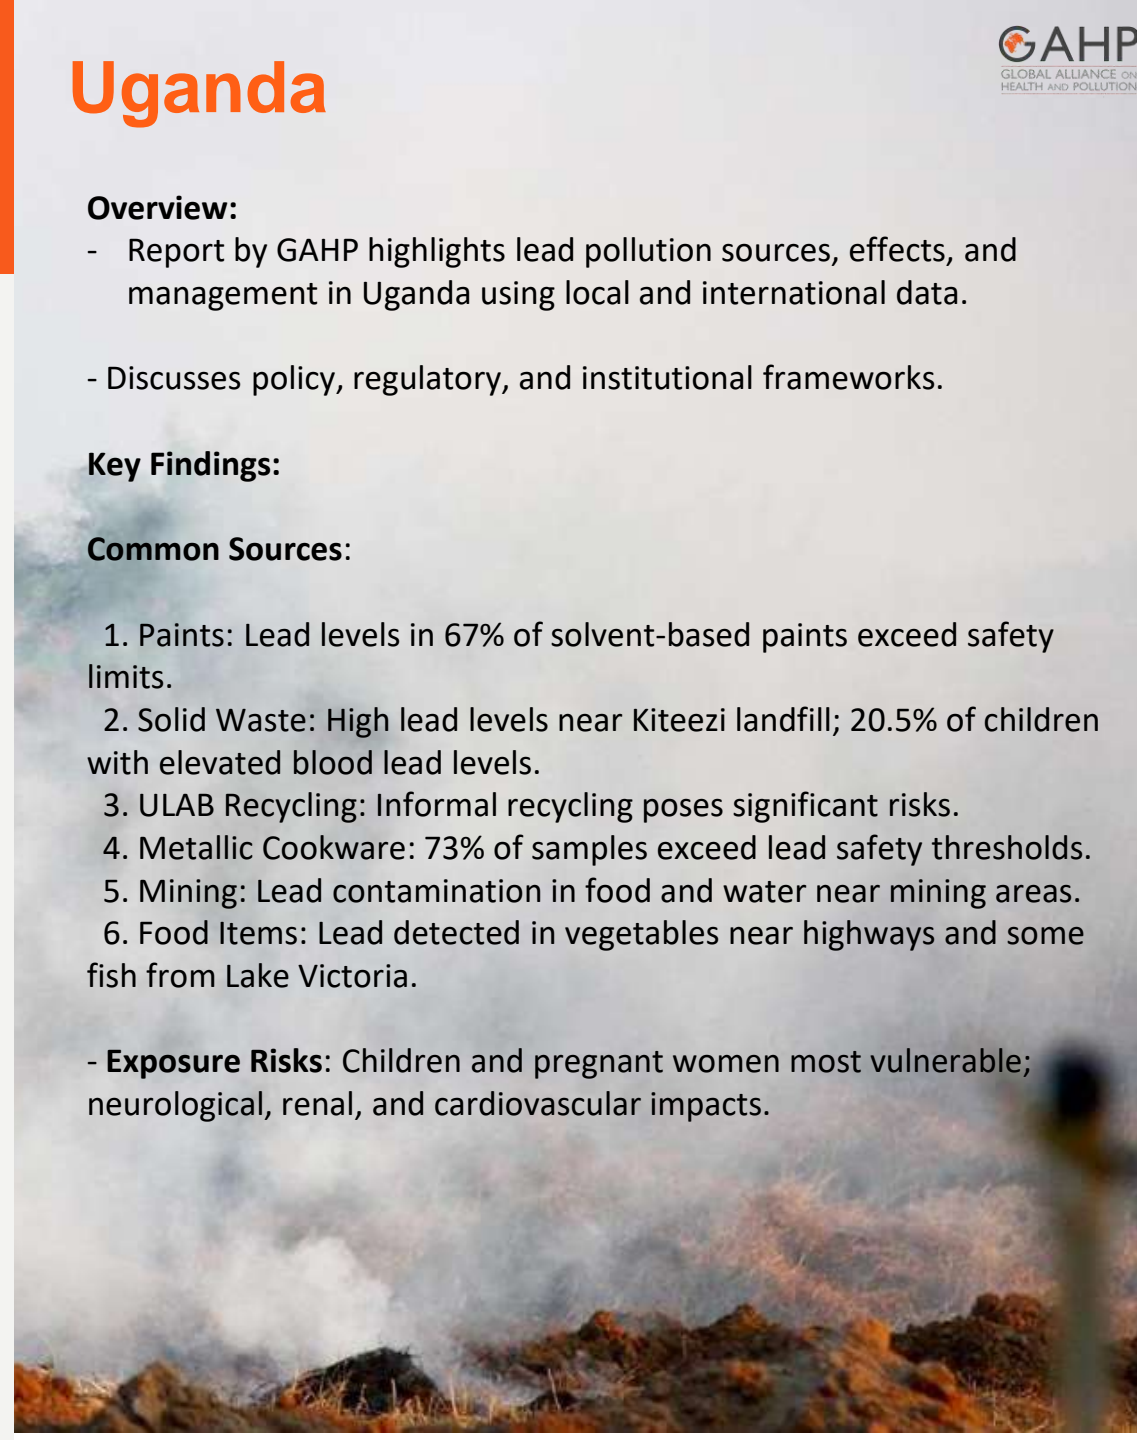 GAHP
GLOBAL ALLIANCE ON
HEALTH AND POLLUTION
Uganda
Overview:
- Report by GAHP highlights lead pollution sources, effects, and
management in Uganda using local and international data.
- Discusses policy, regulatory, and institutional frameworks.
Key Findings:
Common Sources:
1. Paints: Lead levels in 67% of solvent-based paints exceed safety
limits.
2. Solid Waste: High lead levels near Kiteezi landfill; 20.5% of children
with elevated blood lead levels.
3. ULAB Recycling: Informal recycling poses significant risks.
4. Metallic Cookware: 73% of samples exceed lead safety thresholds.
5. Mining: Lead contamination in food and water near mining areas.
6. Food Items: Lead detected in vegetables near highways and some
fish from Lake Victoria.
- Exposure Risks: Children and pregnant women most vulnerable;
neurological, renal, and cardiovascular impacts.